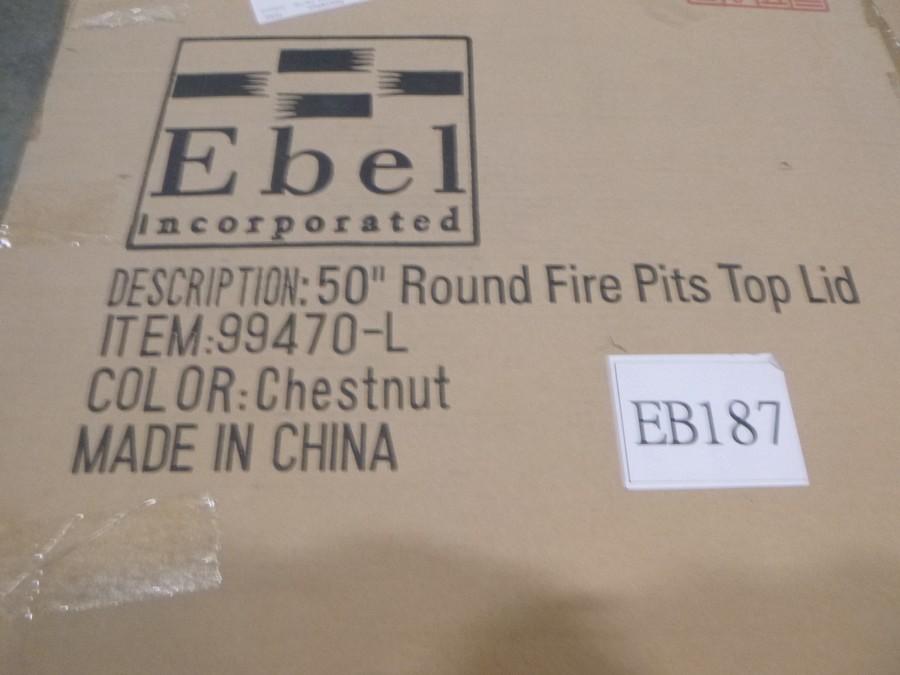 Ebel
Incorporated
DESCRIPTION: 50" Round Fire Pits Top Lid
ITEM:99470-L
COLOR:Chestnut
MADE IN CHINA
EB187